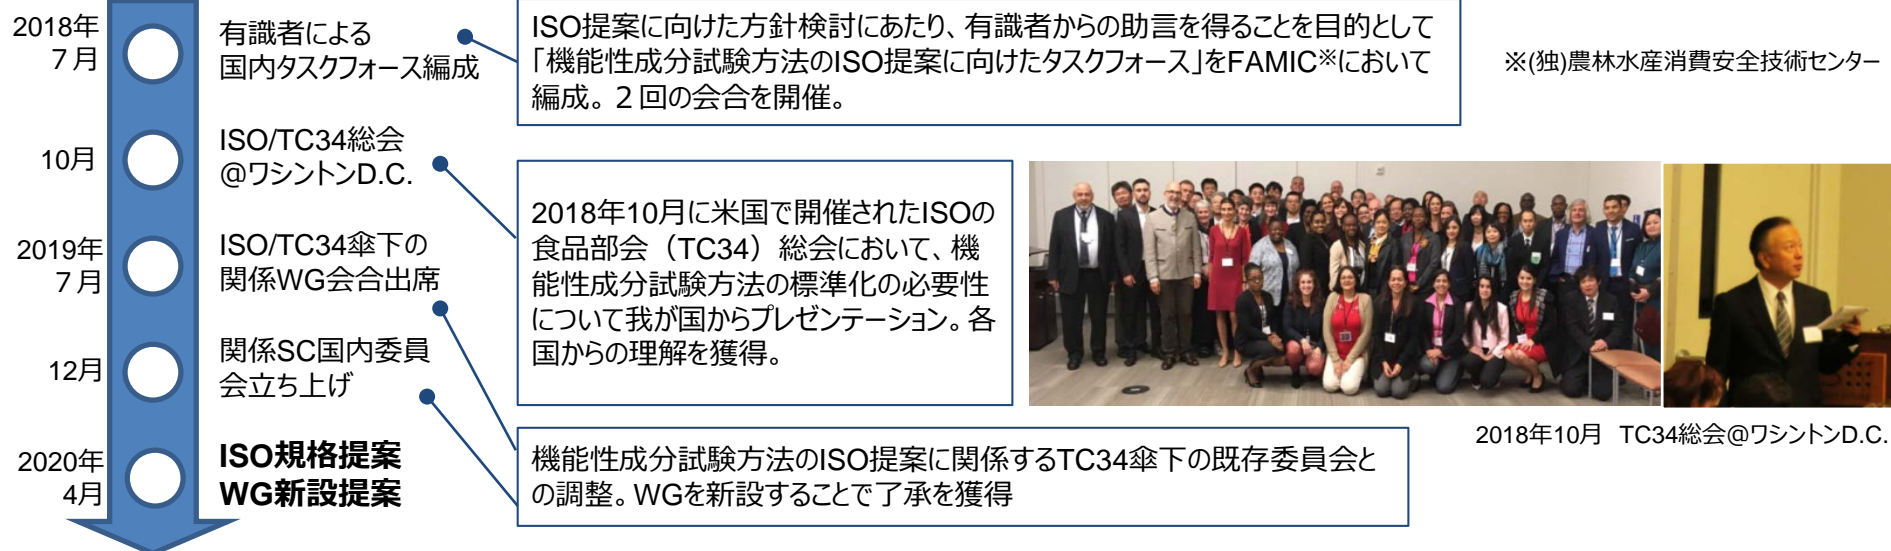 2018年
７月
有識者による
国内タスクフォース編成
ISO提案に向けた方針検討にあたり、有識者からの助言を得ることを目的として
「機能性成分試験方法のISO提案に向けたタスクフォース」をFAMIC※において
編成。２回の会合を開催。
※(独)農林水産消費安全技術センター
10月
ISO/TC34総会
@ワシントンD.C.
2018年10月に米国で開催されたISOの
食品部会（TC34）総会において、機
能性成分試験方法の標準化の必要性
について我が国からプレゼンテーション。各
国からの理解を獲得。
2018年10月　TC34総会@ワシントンD.C.
2019年
７月
ISO/TC34傘下の
関係WG会合出席
12月
関係SC国内委員
会立ち上げ
機能性成分試験方法のISO提案に関係するTC34傘下の既存委員会と
の調整。WGを新設することで了承を獲得
2020年
4月
ISO規格提案
WG新設提案